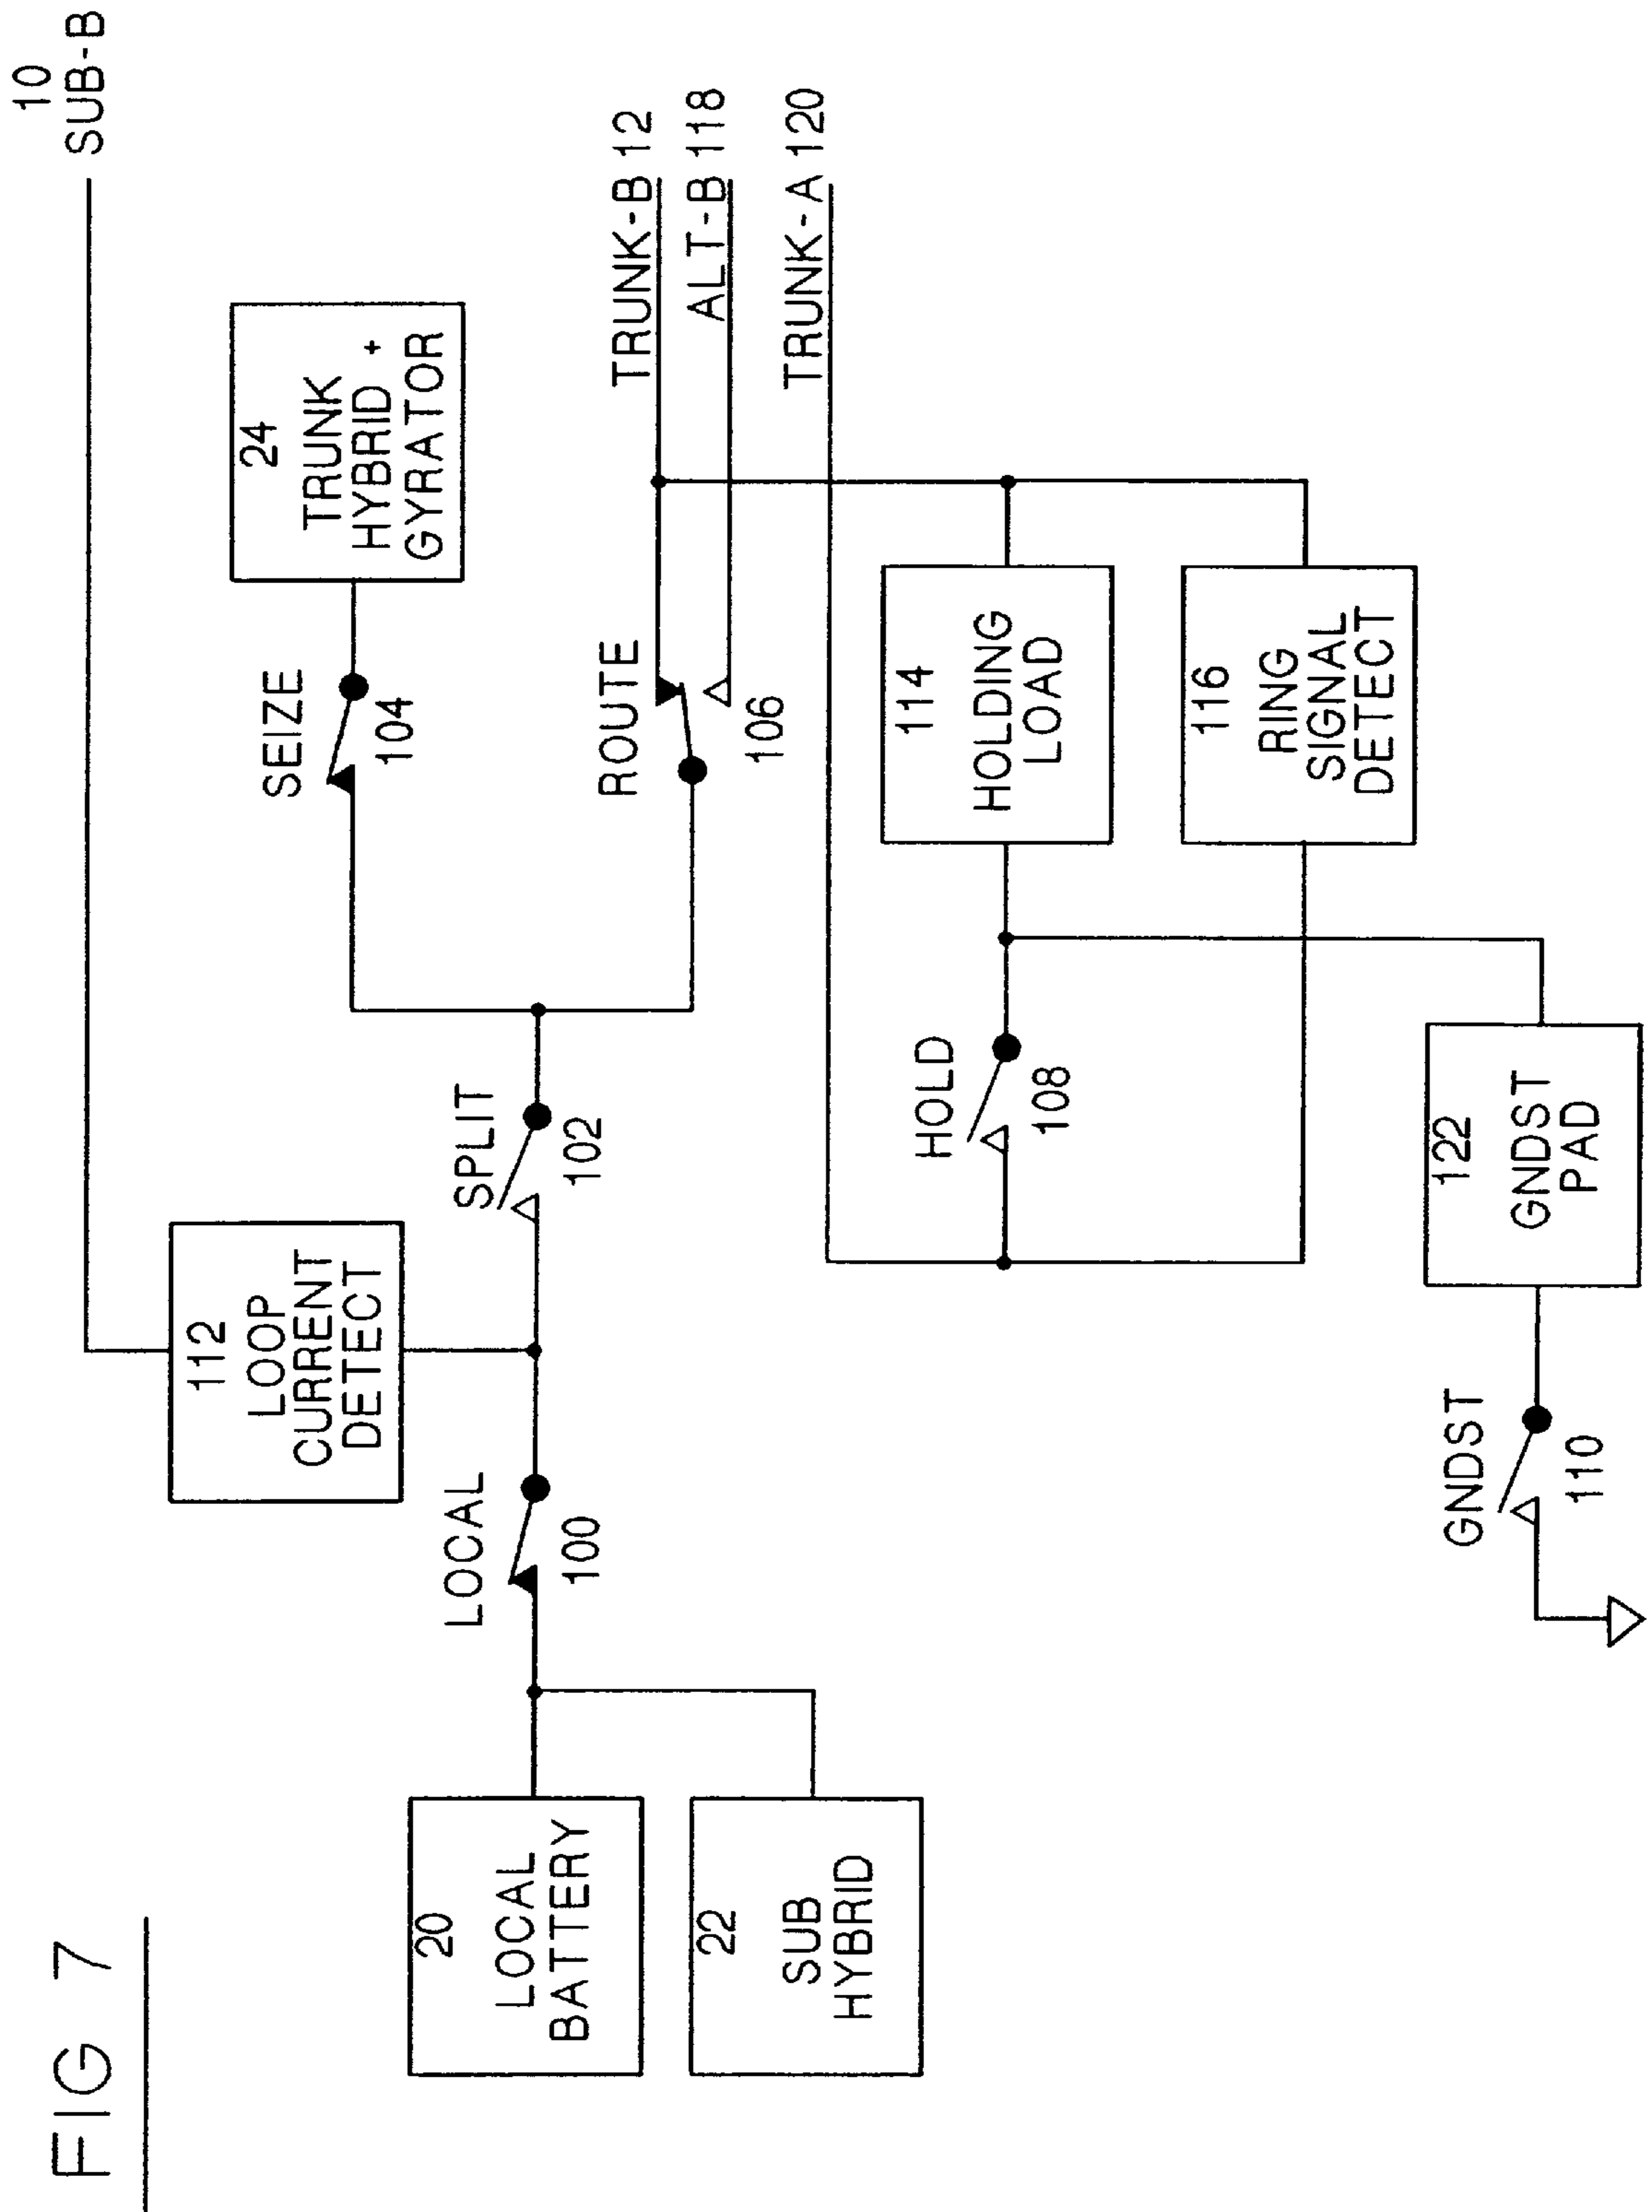 FIG 7
10
SUB-B
24
TRUNK
HYBRID +
GYRATOR
SEIZE
104
TRUNK-B 12
ALT-B 118
TRUNK-A 120
ROUTE
106
112
LOOP
CURRENT
DETECT
SPLIT
102
LOCAL
100
20
LOCAL
BATTERY
22
SUB
HYBRID
114
HOLDING
LOAD
HOLD
108
116
RING
SIGNAL
DETECT
122
GNDST
PAD
GNDST
110